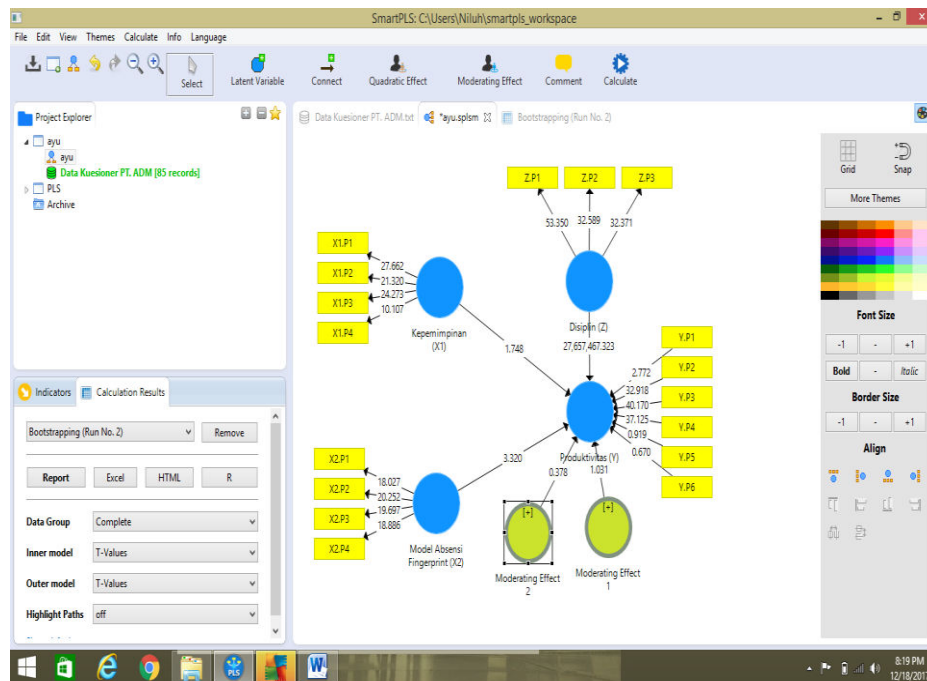 SmartPLS: C:\Users\Niluh\smartpls_workspace
File Edit View Themes Calculate Info Language
Select
Latent Variable
Connect
Quadratic Effect
Moderating Effect
Comment
Calculate
Project Explorer
ayu
ayu
Data Kuesioner PT. ADM [85 records]
PLS
Archive
Indicators
Calculation Results
Bootstrapping (Run No. 2)
Remove
Report
Excel
HTML
R
Data Group
Complete
Inner model
T-Values
Outer model
T-Values
Highlight Paths
off
Data Kuesioner PT. ADM.txt
*ayu.splsm
Bootstrapping (Run No. 2)
Z.P1
Z.P2
Z.P3
53.350
32.589
32.371
X1.P1
X1.P2
X1.P3
X1.P4
27.662
21.320
24.273
10.107
Kepemimpinan
(X1)
Disiplin (Z)
1.748
27,657,467.323
Y.P1
Y.P2
Y.P3
Y.P4
Y.P5
Y.P6
2.772
32.918
40.170
37.125
0.919
0.670
Produktivitas (Y)
X2.P1
X2.P2
X2.P3
X2.P4
18.027
20.252
19.697
18.886
Model Absensi
Fingerprint (X2)
3.320
0.378
1.031
[+]
[+]
Moderating Effect
2
Moderating Effect
1
Grid
Snap
More Themes
Font Size
-1
-
+1
Bold
-
Italic
Border Size
-1
-
+1
Align
PLS
8:19 PM
12/18/2017